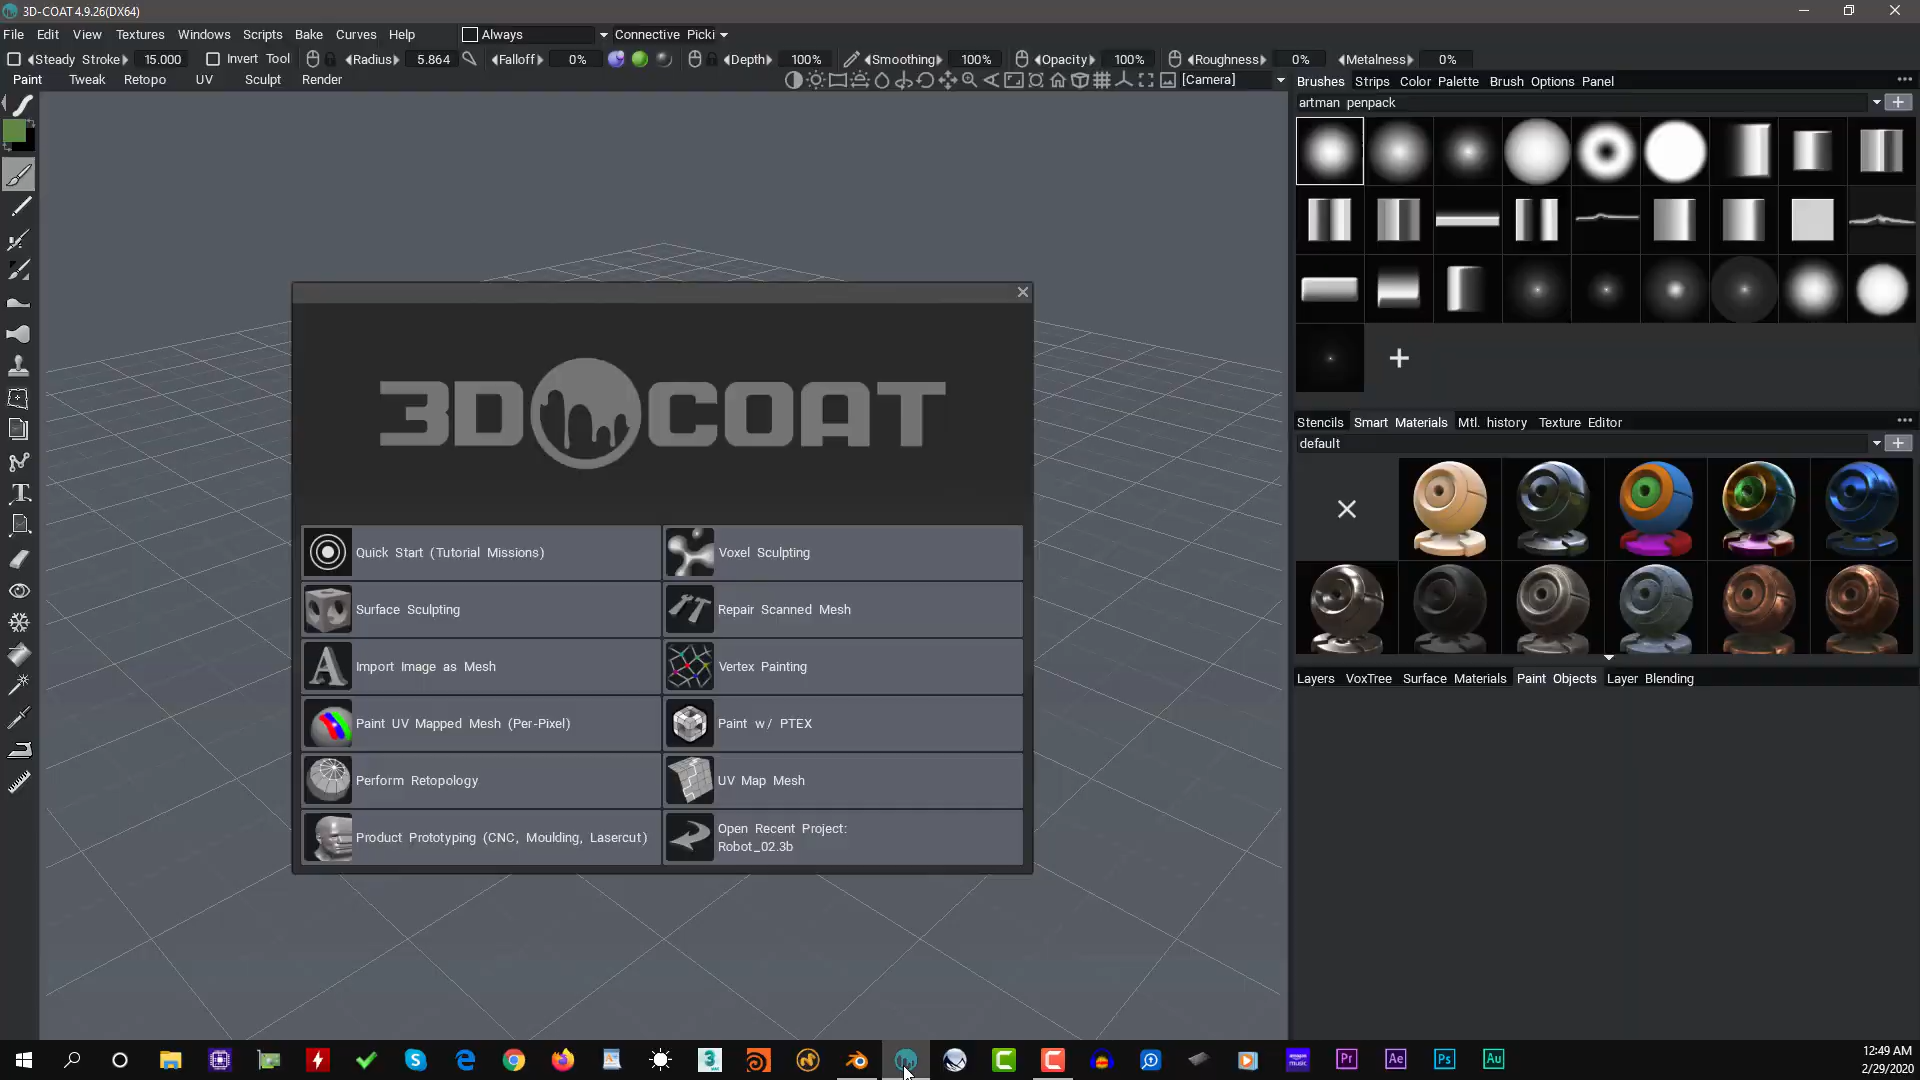 3D-COAT 4.9.26(DX64)
File Edit View Textures Windows Scripts Bake Curves Help Always Connective Picki
Steady Stroke 15.000 Invert Tool Radius 5.864 Falloff 0% Depth 100% Smoothing 100% Opacity 100% Roughness 0% Metalness 0%
Paint Tweak Retopo UV Sculpt Render [Camera]
Brushes Strips Color Palette Brush Options Panel
artman penpack
3D COAT
Quick Start (Tutorial Missions)
Voxel Sculpting
Surface Sculpting
Repair Scanned Mesh
Import Image as Mesh
Vertex Painting
Paint UV Mapped Mesh (Per-Pixel)
Paint w/ PTEX
Perform Retopology
UV Map Mesh
Product Prototyping (CNC, Moulding, Lasercut)
Open Recent Project:
Robot_02.3b
Stencils Smart Materials Mtl. history Texture Editor
default
Layers VoxTree Surface Materials Paint Objects Layer Blending
Pr Ae Ps Au
12:49 AM
2/29/2020